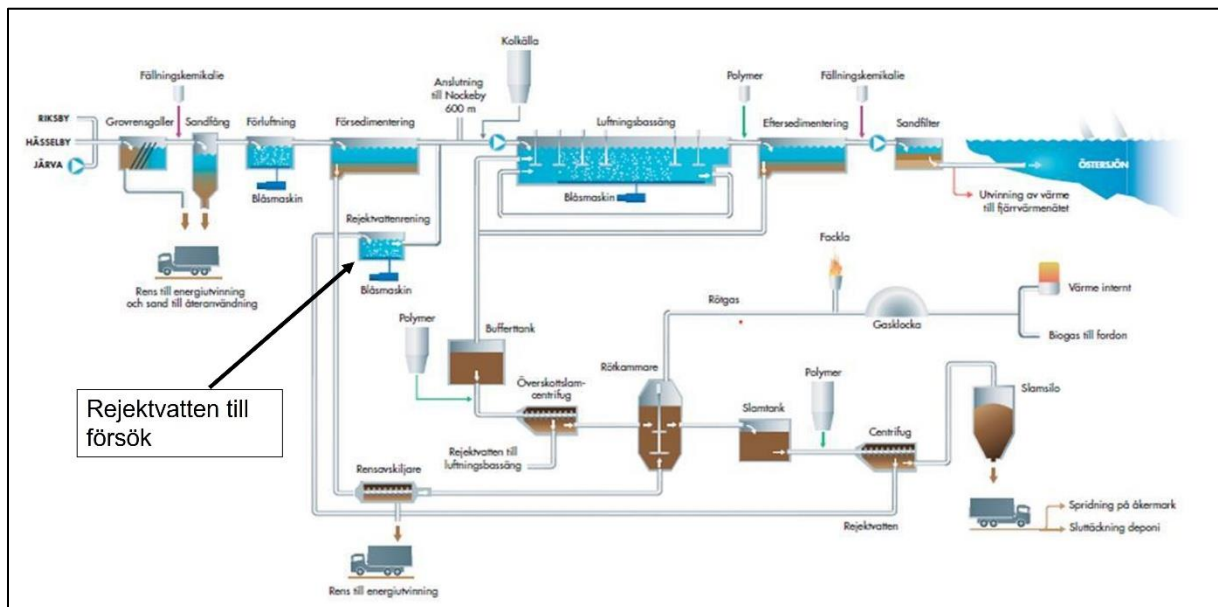 Kolkälla
Fällningskemikalie
Anslutning
till Nockeby
600 m
Polymer
Fällningskemikalie
RIKSBY
HÄSSELBY
JÄRVA
Grovrensgaller
Sandfång
Förluftning
Försedimentering
Luftningsbassäng
Eftersedimentering
Sandfilter
ÖSTERSJÖN
Blåsmaskin
Blåsmaskin
Utvinning av värme
till fjärrvärmenätet
Rejektvattenrening
Blåsmaskin
Rens till energiutvinning
och sand till återanvändning
Fackla
Värme internt
Rötgas
Gasklocka
Biogas till fordon
Polymer
Bufferttank
Rötkammare
Polymer
Överskottslam-
centrifug
Slamtank
Centrifug
Slamsilo
Rejektvatten till
försök
Rejektvatten till
luftningsbassäng
Rensavskiljare
Rejektvatten
Spridning på åkermark
Sluttäckning deponi
Rens till energiutvinning